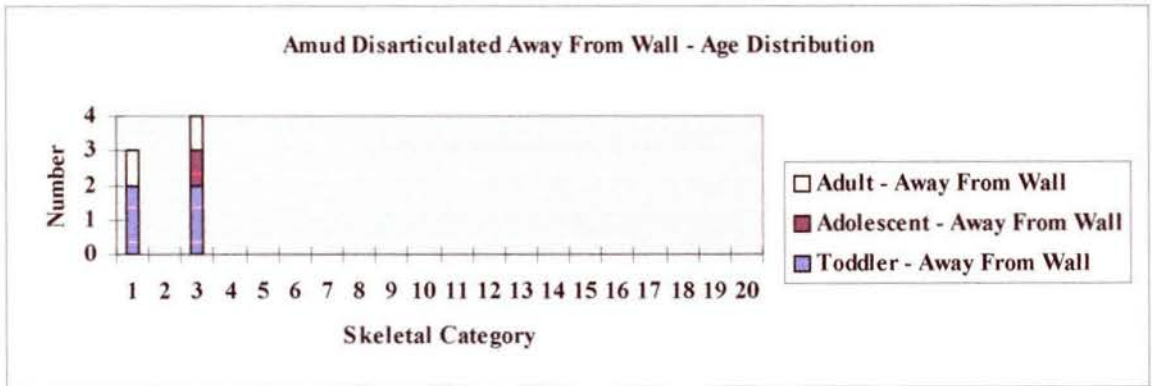 Amud Disarticulated Away From Wall - Age Distribution
4
3
2
1
0
Number
1 2 3 4 5 6 7 8 9 10 11 12 13 14 15 16 17 18 19 20
Skeletal Category
Adult - Away From Wall
Adolescent - Away From Wall
Toddler - Away From Wall